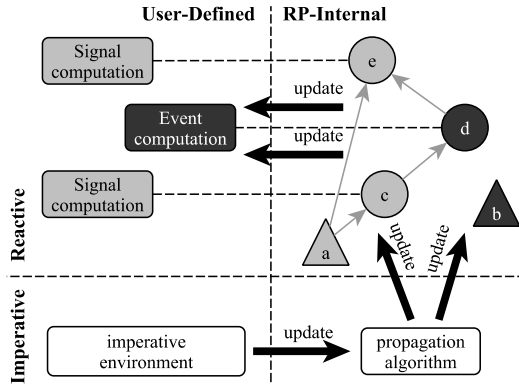 User-Defined
RP-Internal
Signal
computation
e
update
Event
computation
d
update
Signal
computation
c
b
a
update
update
Reactive
Imperative
imperative
environment
update
propagation
algorithm